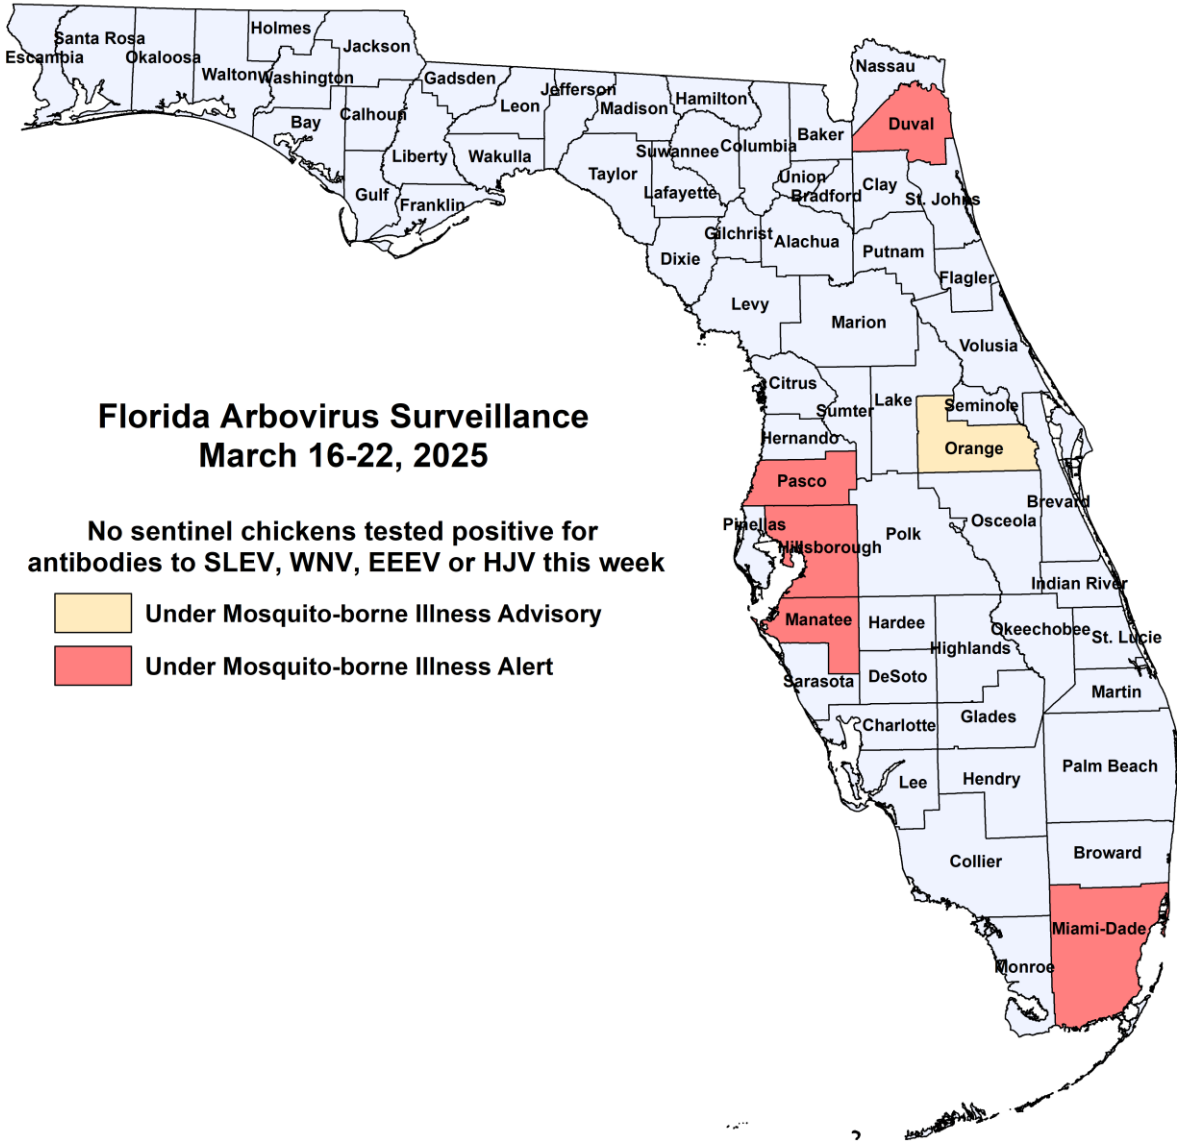 Holmes
Santa Rosa
Jackson
Escambia
Okaloosa
Walton
Washington
Gadsden
Jefferson
Nassau
Leon
Madison
Hamilton
Calhoun
Bay
Duval
Baker
Columbia
Suwannee
Liberty
Wakulla
Taylor
Union
Lafayette
Bradford
Clay
St. Johns
Gulf
Franklin
Gilchrist
Alachua
Dixie
Putnam
Flagler
Levy
Marion
Volusia
Citrus
Lake
Sumter
Seminole
Florida Arbovirus Surveillance
March 16-22, 2025
Hernando
Orange
Pasco
Brevard
No sentinel chickens tested positive for
antibodies to SLEV, WNV, EEEV or HJV this week
Pinellas
Osceola
Polk
Hillsborough
Indian River
Under Mosquito-borne Illness Advisory
Manatee
Hardee
Okeechobee
St. Lucie
Highlands
Under Mosquito-borne Illness Alert
Sarasota
DeSoto
Martin
Charlotte
Glades
Palm Beach
Lee
Hendry
Broward
Collier
Miami-Dade
Monroe